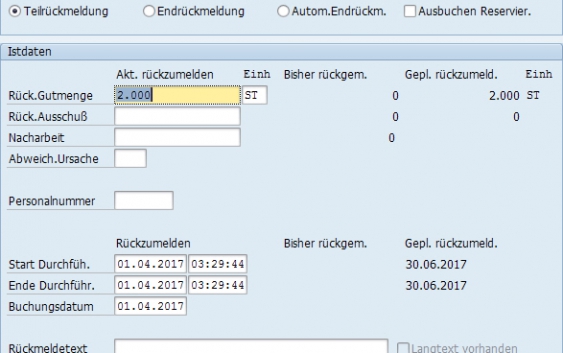 Teilrückmeldung Endrückmeldung Autom.Endrückm. Ausbuchen Reservier.
Istdaten
Akt. rückzumelden Einh Bisher rückgem. Gepl. rückzumeld. Einh
Rück.Gutmenge 2.000 ST 0 2.000 ST
Rück.Ausschuß 0 0
Nacharbeit 0
Abweich.Ursache
Personalnummer
Rückzumelden Bisher rückgem. Gepl. rückzumeld.
Start Durchfüh. 01.04.2017 03:29:44 30.06.2017
Ende Durchführ. 01.04.2017 03:29:44 30.06.2017
Buchungsdatum 01.04.2017
Rückmeldetext Langtext vorhanden